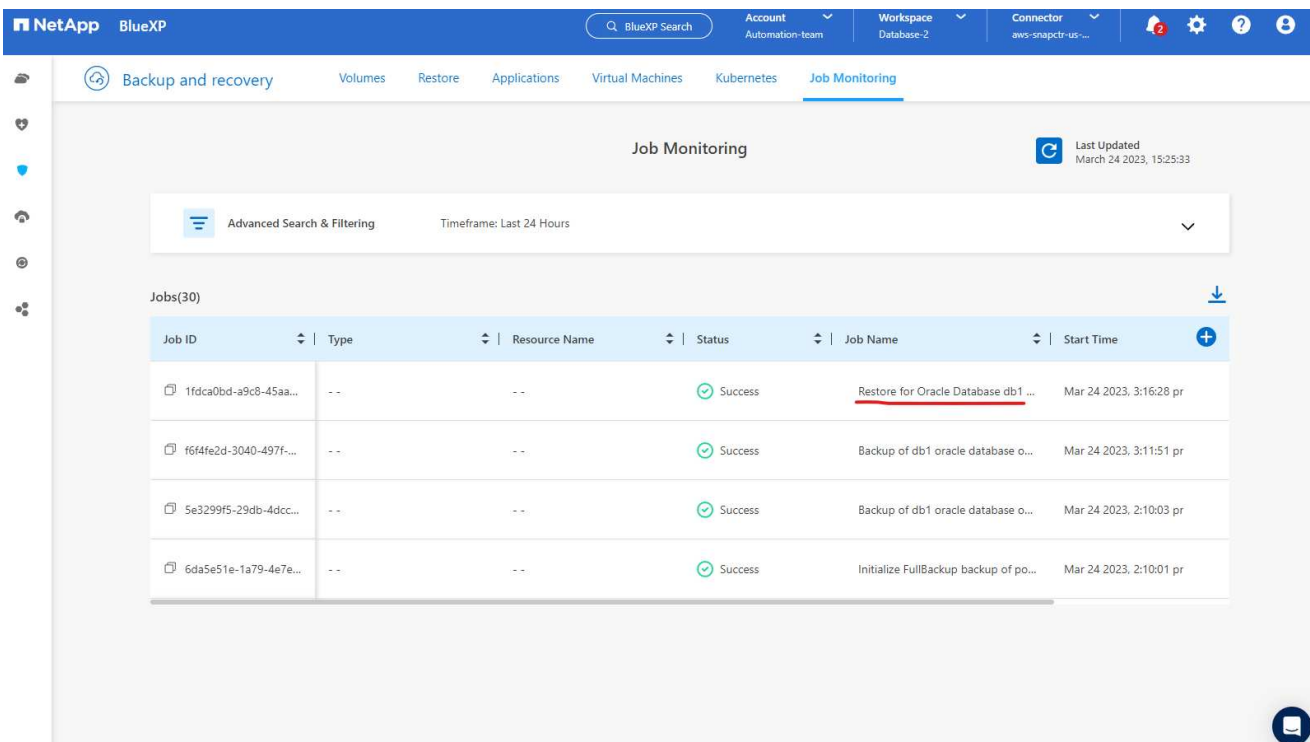 NetApp BlueXP
BlueXP Search
Account
Automation-team
Workspace
Database-2
Connector
aws-snapctr-us-...
2
Backup and recovery
Volumes Restore Applications Virtual Machines Kubernetes Job Monitoring
Job Monitoring
Last Updated
March 24 2023, 15:25:33
Advanced Search & Filtering Timeframe: Last 24 Hours
Jobs(30)
Job ID Type Resource Name Status Job Name Start Time
1fdca0bd-a9c8-45aa... - - - - Success Restore for Oracle Database db1 ... Mar 24 2023, 3:16:28 pr
f6f4fe2d-3040-497f-... - - - - Success Backup of db1 oracle database o... Mar 24 2023, 3:11:51 pr
5e3299f5-29db-4dcc... - - - - Success Backup of db1 oracle database o... Mar 24 2023, 2:10:03 pr
6da5e51e-1a79-4e7e... - - - - Success Initialize FullBackup backup of po... Mar 24 2023, 2:10:01 pr